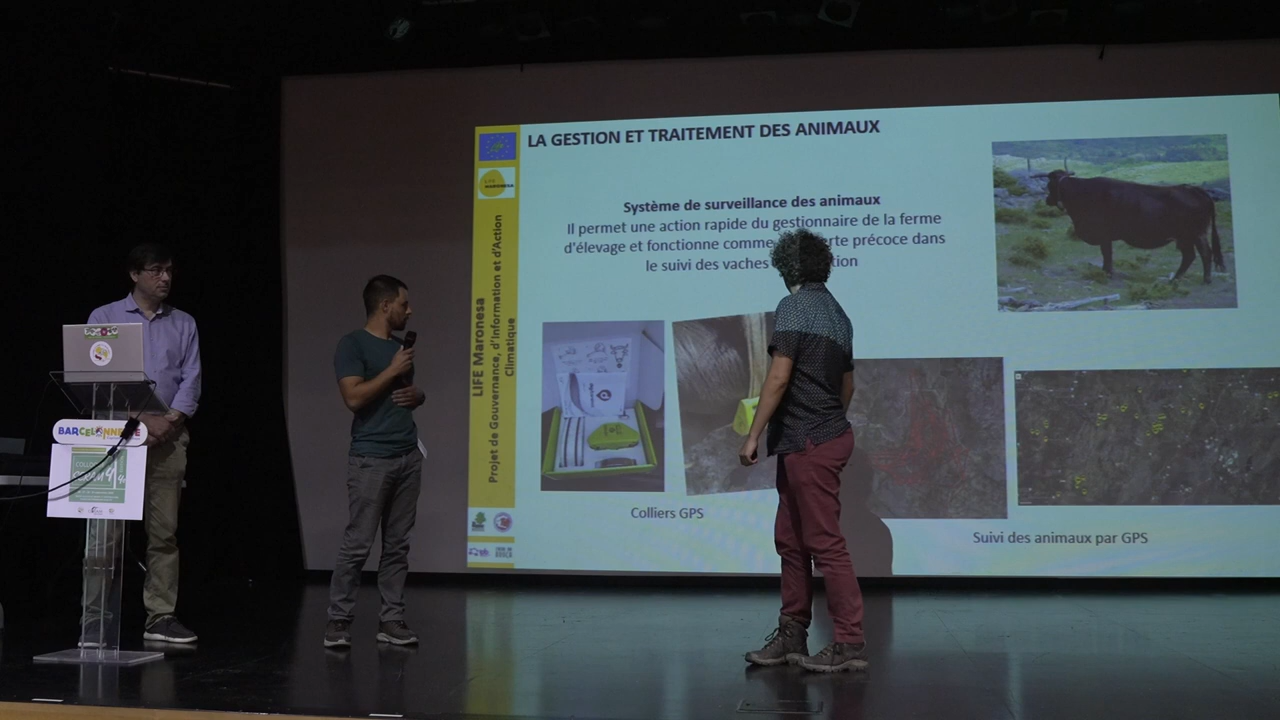 LA GESTION ET TRAITEMENT DES ANIMAUX
Système de surveillance des animaux
Il permet une action rapide du gestionnaire de la ferme
d'élevage et fonctionne comme précoce dans
le suivi des vaches
Colliers GPS
Suivi des animaux par GPS
LIFE Maronesa
Projet de Gouvernance, d'Information et d'Action
Climatique
MARONESA
BARCELONNETTE